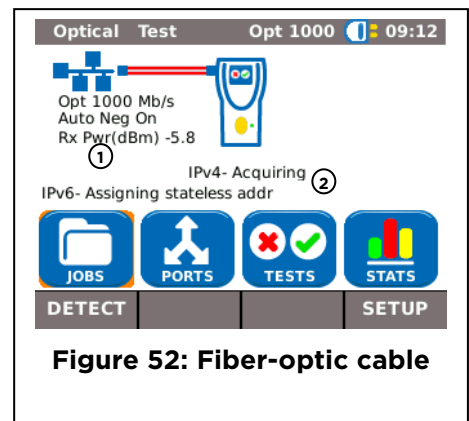 Optical Test Opt 1000 09:12
Opt 1000 Mb/s
Auto Neg On
Rx Pwr(dBm) -5.8
1
IPv4- Acquiring
2
IPv6- Assigning stateless addr
JOBS PORTS TESTS STATS
DETECT SETUP
Figure 52: Fiber-optic cable